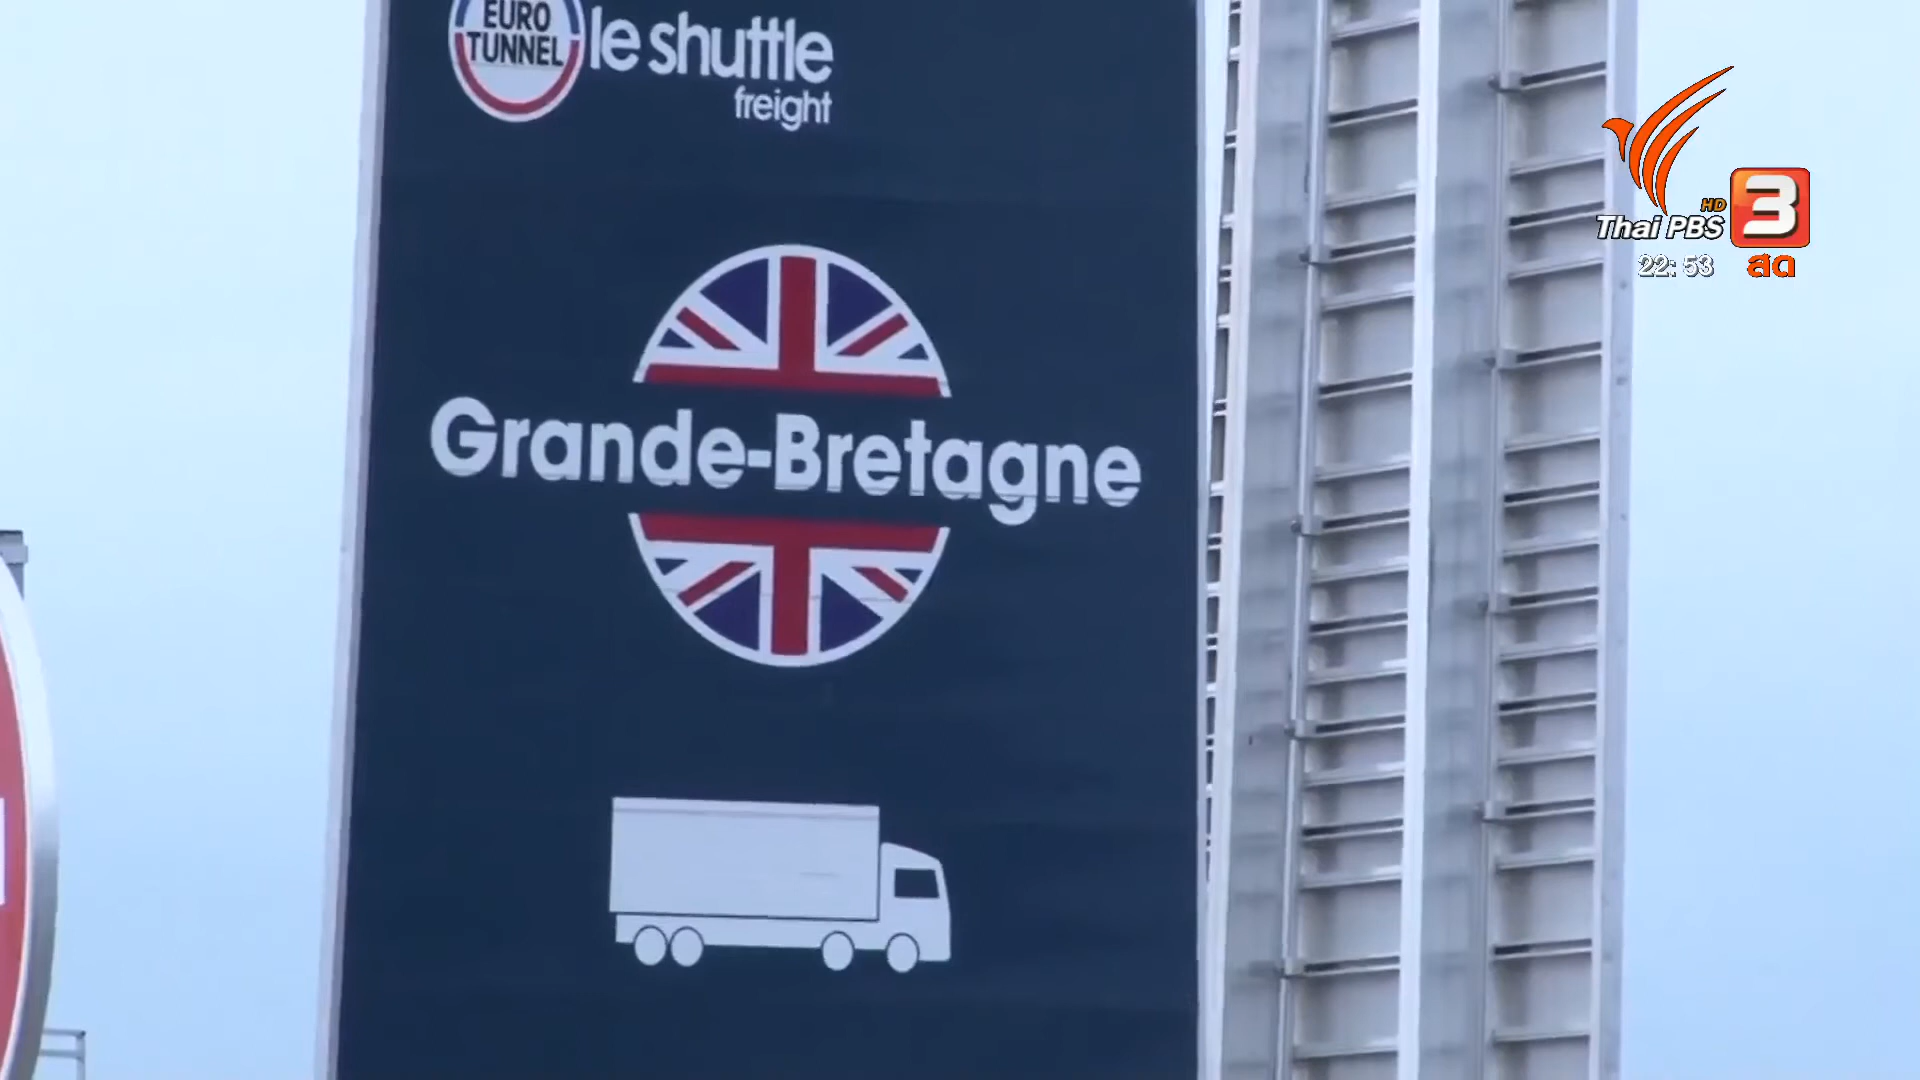 EURO
TUNNEL
le shuttle
freight
Grande-Bretagne
HD
Thai PBS
3
22:53
สด